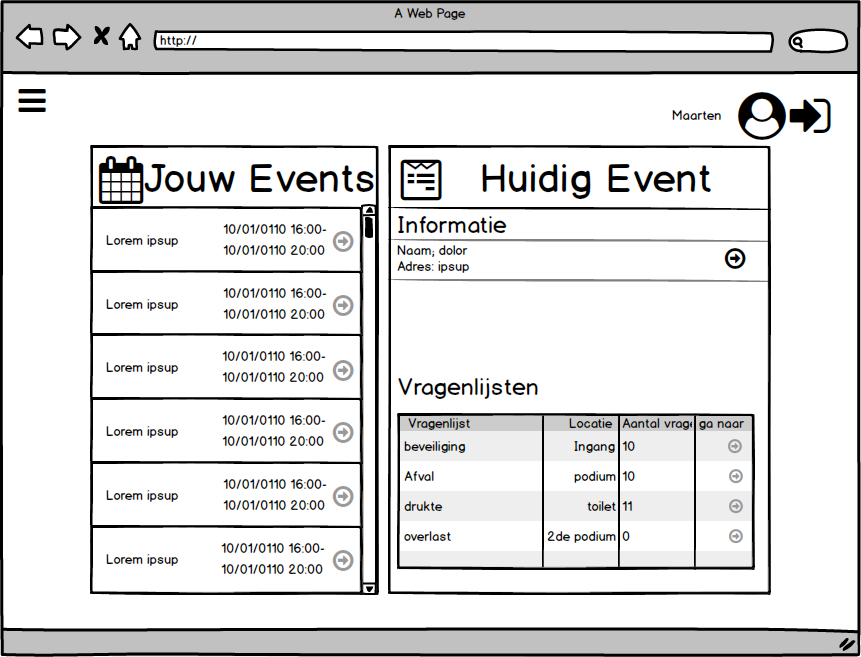 A Web Page
http://
Maarten
Jouw Events
Lorem ipsup
10/01/0110 16:00-
10/01/0110 20:00
Lorem ipsup
10/01/0110 16:00-
10/01/0110 20:00
Lorem ipsup
10/01/0110 16:00-
10/01/0110 20:00
Lorem ipsup
10/01/0110 16:00-
10/01/0110 20:00
Lorem ipsup
10/01/0110 16:00-
10/01/0110 20:00
Lorem ipsup
10/01/0110 16:00-
10/01/0110 20:00
Huidig Event
Informatie
Naam; dolor
Adres: ipsup
Vragenlijsten
Vragenlijst Locatie Aantal vrage ga naar
beveiliging Ingang 10
Afval podium 10
drukte toilet 11
overlast 2de podium 0